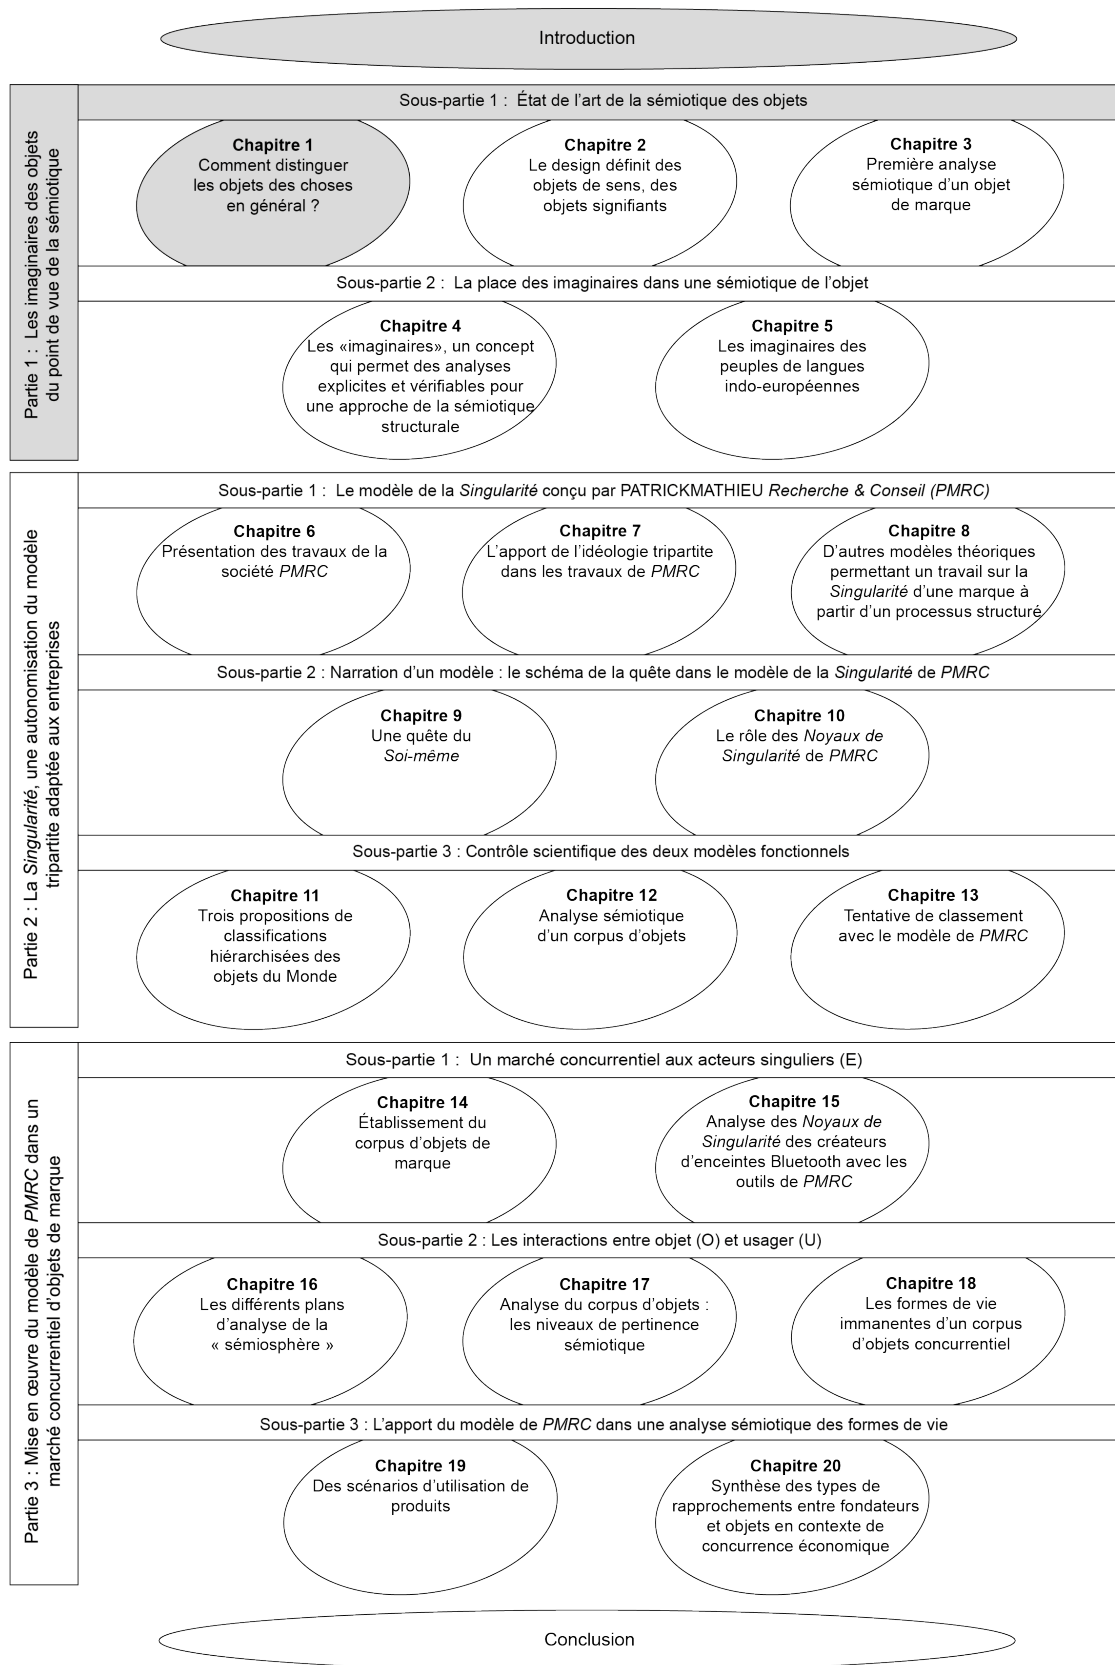 Introduction
Partie 1 : Les imaginaires des objets
du point de vue de la sémiotique
Sous-partie 1 : État de l'art de la sémiotique des objets
Chapitre 1
Comment distinguer
les objets des choses
en général ?
Chapitre 2
Le design définit des
objets de sens, des
objets signifiants
Chapitre 3
Première analyse
sémiotique d'un objet
de marque
Sous-partie 2 : La place des imaginaires dans une sémiotique de l'objet
Chapitre 4
Les «imaginaires», un concept
qui permet des analyses
explicites et vérifiables pour
une approche de la sémiotique
structurale
Chapitre 5
Les imaginaires des
peuples de langues
indo-européennes
Partie 2 : La Singularité, une autonomisation du modèle
tripartite adaptée aux entreprises
Sous-partie 1 : Le modèle de la Singularité conçu par PATRICKMATHIEU Recherche & Conseil (PMRC)
Chapitre 6
Présentation des travaux de la
société PMRC
Chapitre 7
L'apport de l'idéologie tripartite
dans les travaux de PMRC
Chapitre 8
D'autres modèles théoriques
permettant un travail sur la
Singularité d'une marque à
partir d'un processus structuré
Sous-partie 2 : Narration d'un modèle : le schéma de la quête dans le modèle de la Singularité de PMRC
Chapitre 9
Une quête du
Soi-même
Chapitre 10
Le rôle des Noyaux de
Singularité de PMRC
Sous-partie 3 : Contrôle scientifique des deux modèles fonctionnels
Chapitre 11
Trois propositions de
classifications
hiérarchisées des
objets du Monde
Chapitre 12
Analyse sémiotique
d'un corpus d'objets
Chapitre 13
Tentative de classement
avec le modèle de PMRC
Partie 3 : Mise en œuvre du modèle de PMRC dans un
marché concurrentiel d'objets de marque
Sous-partie 1 : Un marché concurrentiel aux acteurs singuliers (E)
Chapitre 14
Établissement du
corpus d'objets de
marque
Chapitre 15
Analyse des Noyaux de
Singularité des créateurs
d'enceintes Bluetooth avec les
outils de PMRC
Sous-partie 2 : Les interactions entre objet (O) et usager (U)
Chapitre 16
Les différents plans
d'analyse de la
« sémiosphère »
Chapitre 17
Analyse du corpus d'objets :
les niveaux de pertinence
sémiotique
Chapitre 18
Les formes de vie
immanentes d'un corpus
d'objets concurrentiel
Sous-partie 3 : L'apport du modèle de PMRC dans une analyse sémiotique des formes de vie
Chapitre 19
Des scénarios d'utilisation de
produits
Chapitre 20
Synthèse des types de
rapprochements entre fondateurs
et objets en contexte de
concurrence économique
Conclusion